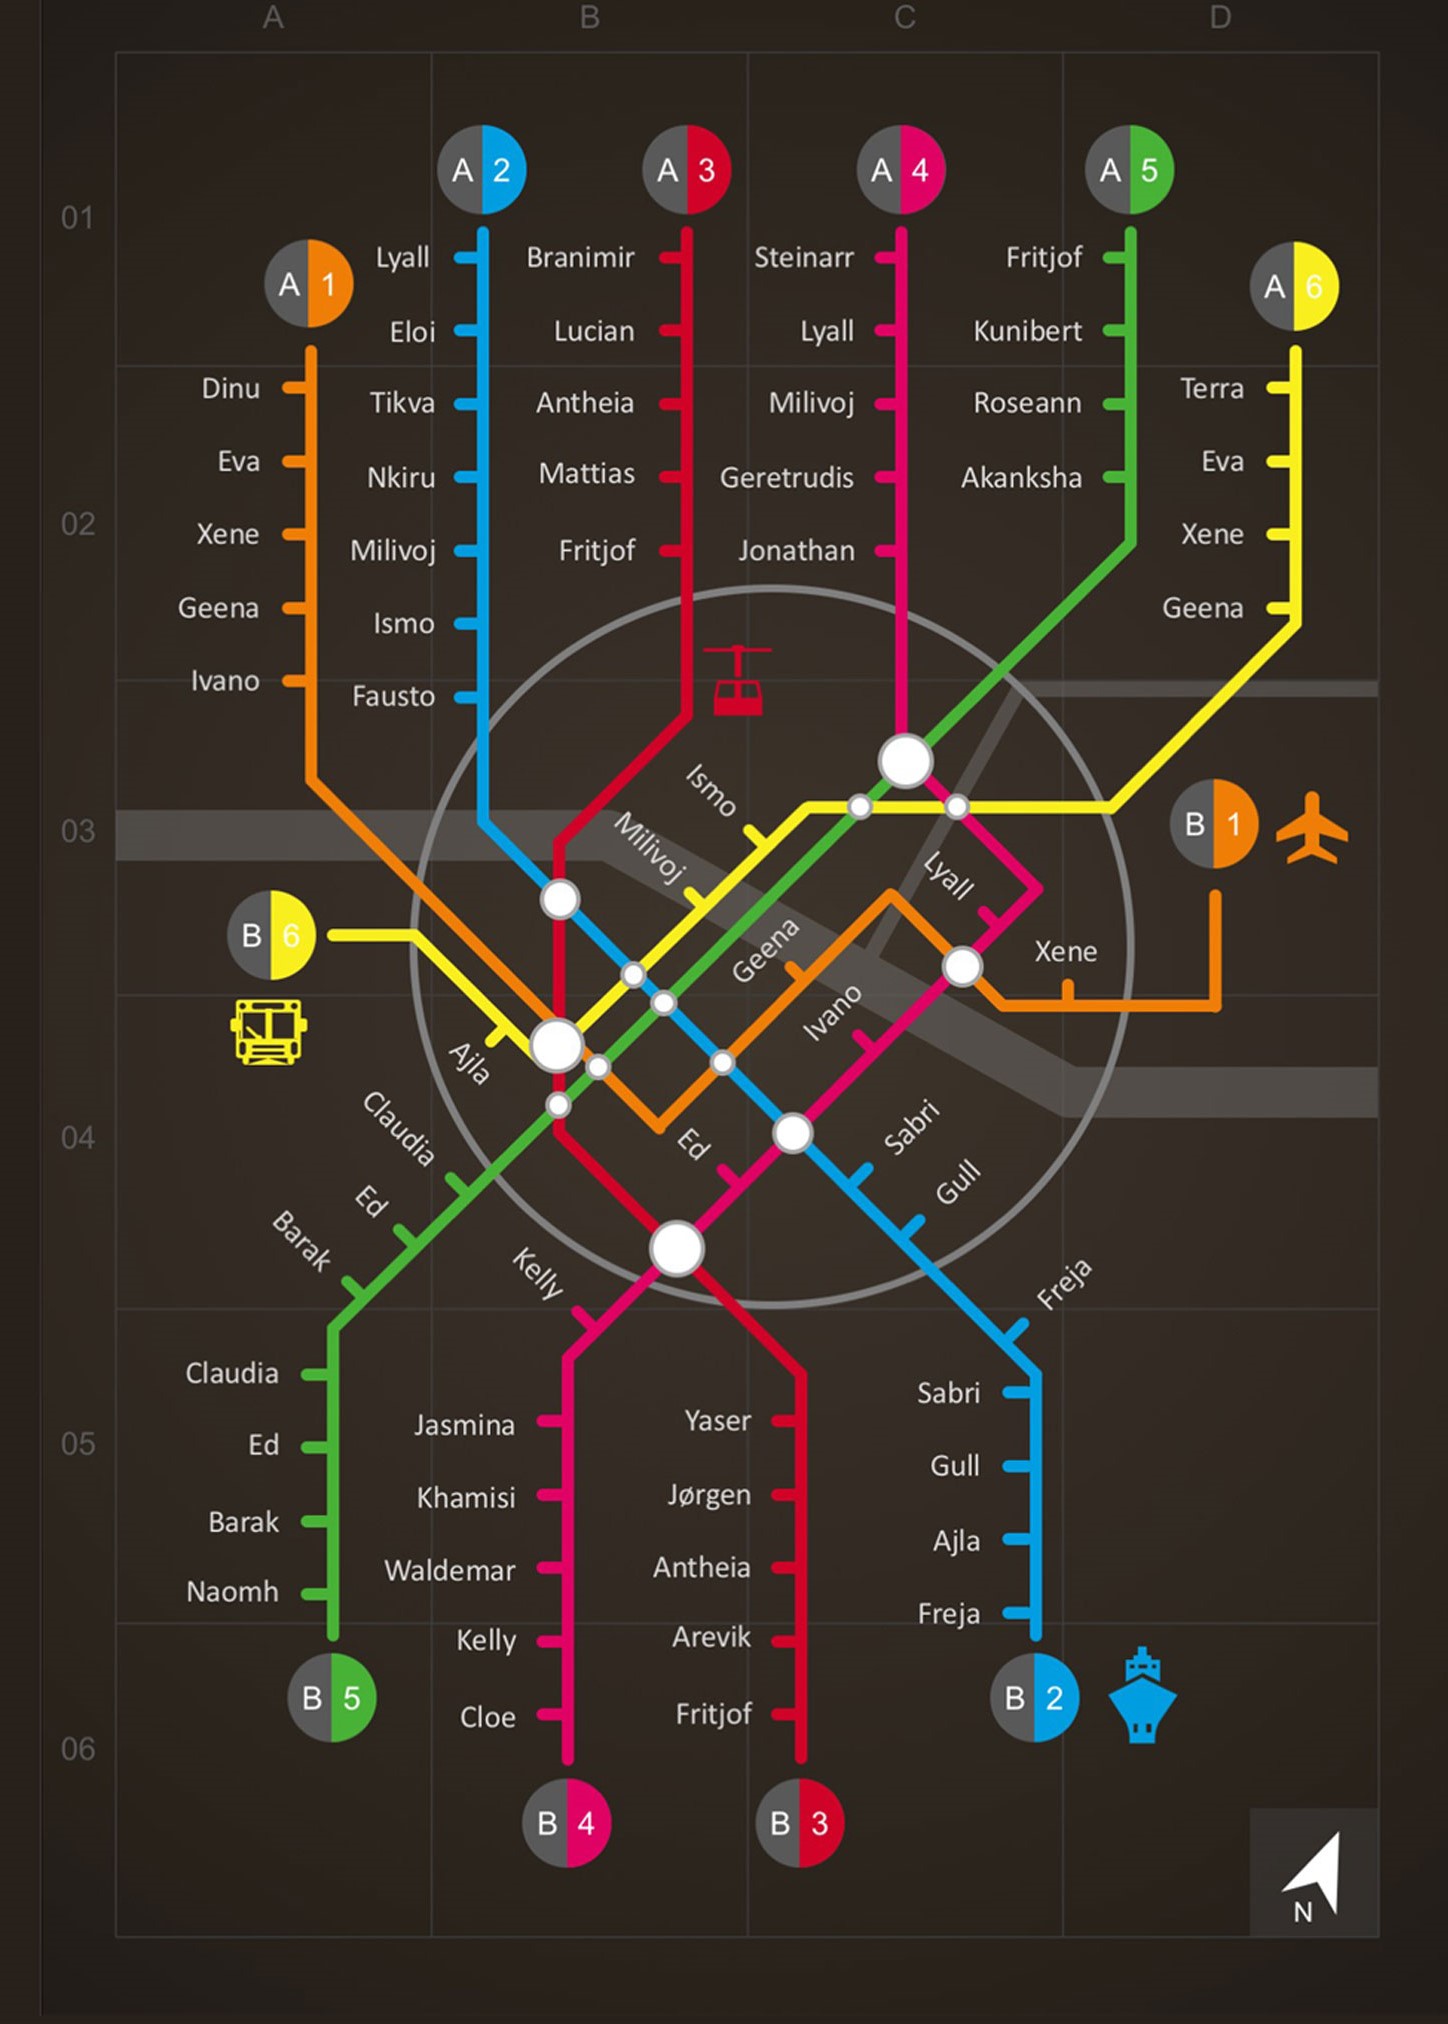 A B C D
01
02
03
04
05
06
A 1
Dinu
Eva
Xene
Geena
Ivano
A 2
Lyall
Eloi
Tikva
Nkiru
Milivoj
Ismo
Fausto
A 3
Branimir
Lucian
Antheia
Mattias
Fritjof
A 4
Steinarr
Lyall
Milivoj
Geretrudis
Jonathan
A 5
Fritjof
Kunibert
Roseann
Akanksha
A 6
Terra
Eva
Xene
Geena
Ismo
Milivoj
Lyall
Geena
Ivano
Xene
B 1
B 6
Ajla
Claudia
Ed
Barak
Ed
Sabri
Gull
Kelly
Freja
Claudia
Ed
Barak
Naomh
B 5
Jasmina
Khamisi
Waldemar
Kelly
Cloe
B 4
Yaser
Jørgen
Antheia
Arevik
Fritjof
B 3
Sabri
Gull
Ajla
Freja
B 2
N